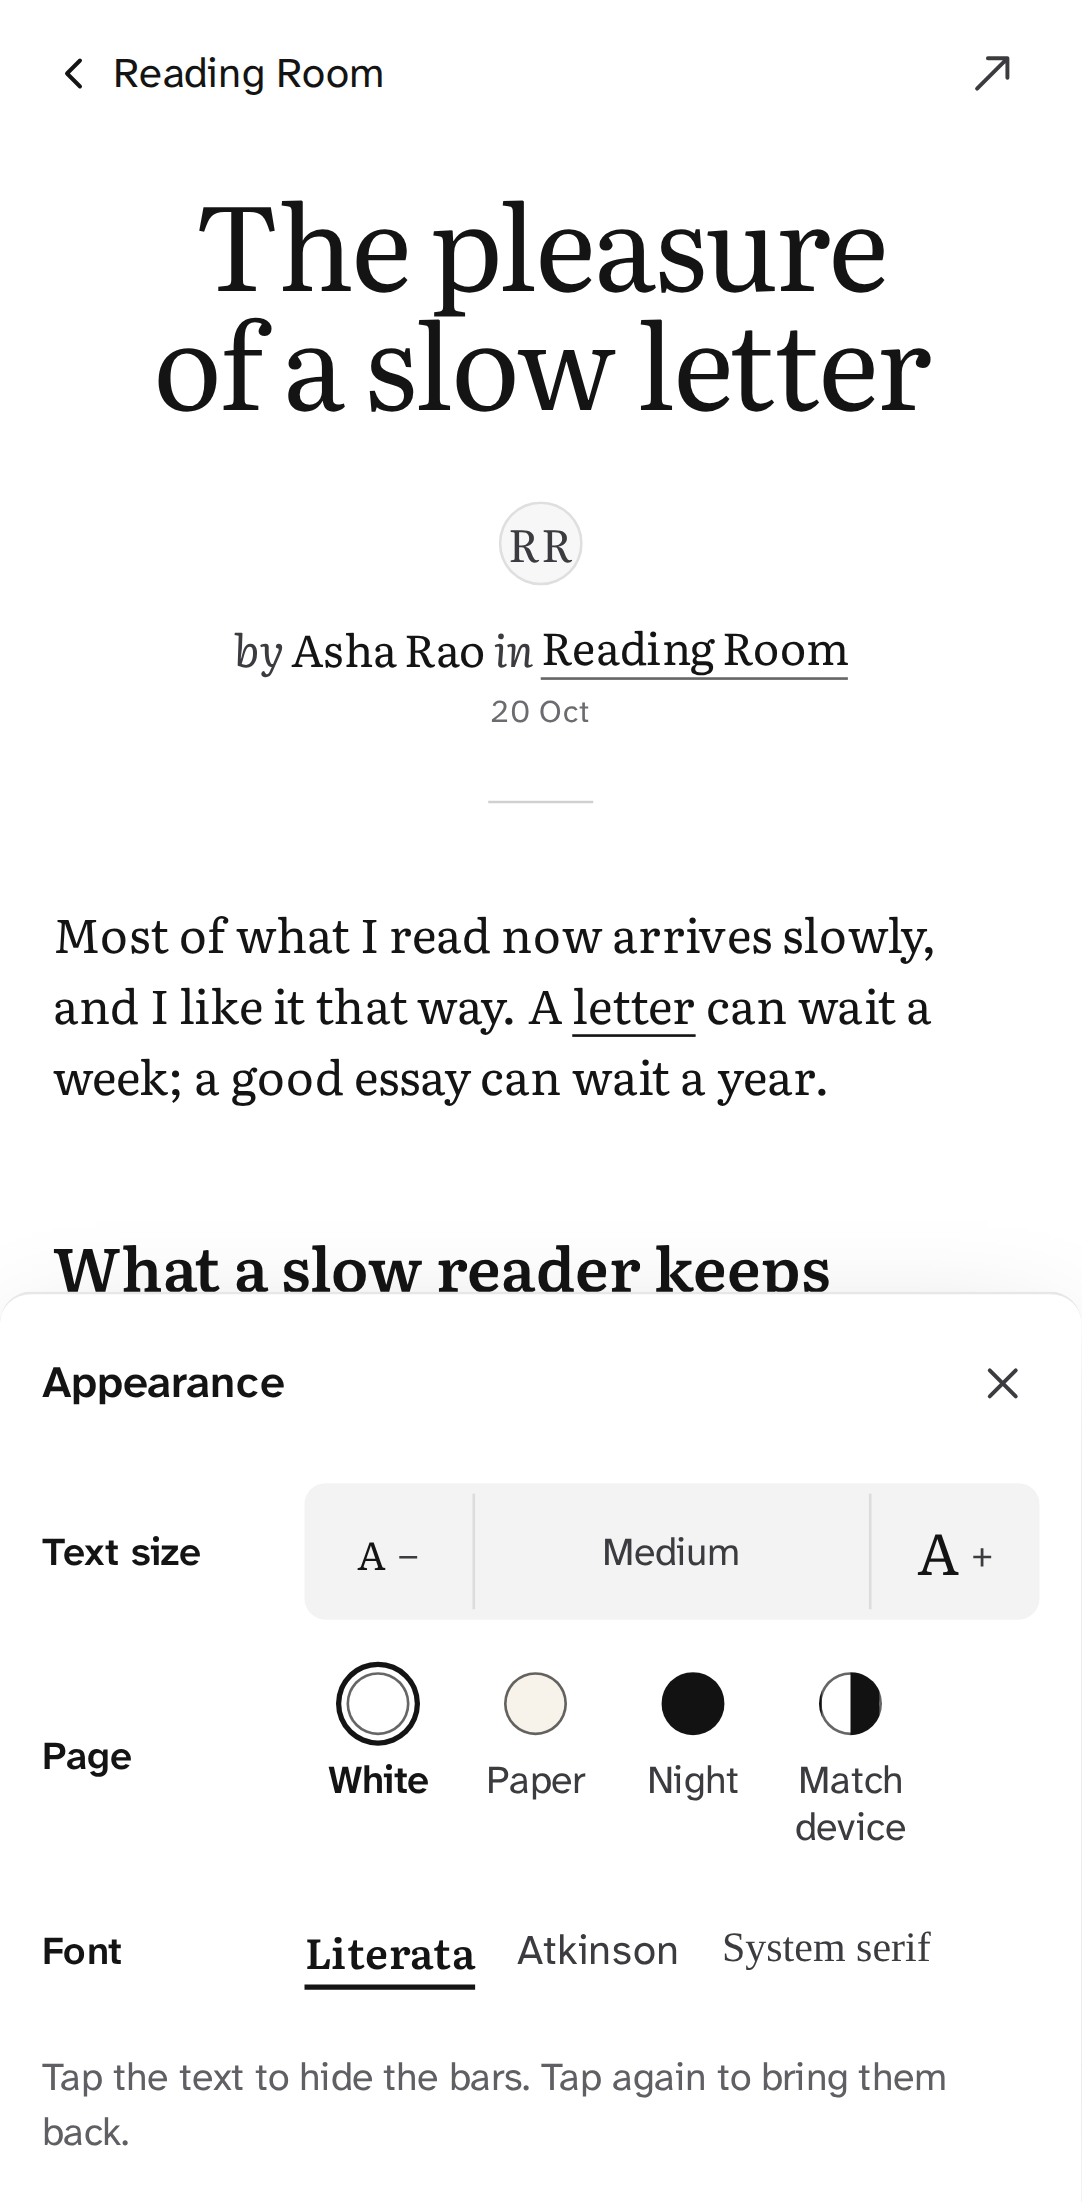 Reading Room
The pleasure
of a slow letter
RR
by Asha Rao in Reading Room
20 Oct
Most of what I read now arrives slowly,
and I like it that way. A letter can wait a
week; a good essay can wait a year.
What a slow reader keeps
Appearance
Text size
A −
Medium
A +
Page
White
Paper
Night
Match
device
Font
Literata
Atkinson
System serif
Tap the text to hide the bars. Tap again to bring them
back.